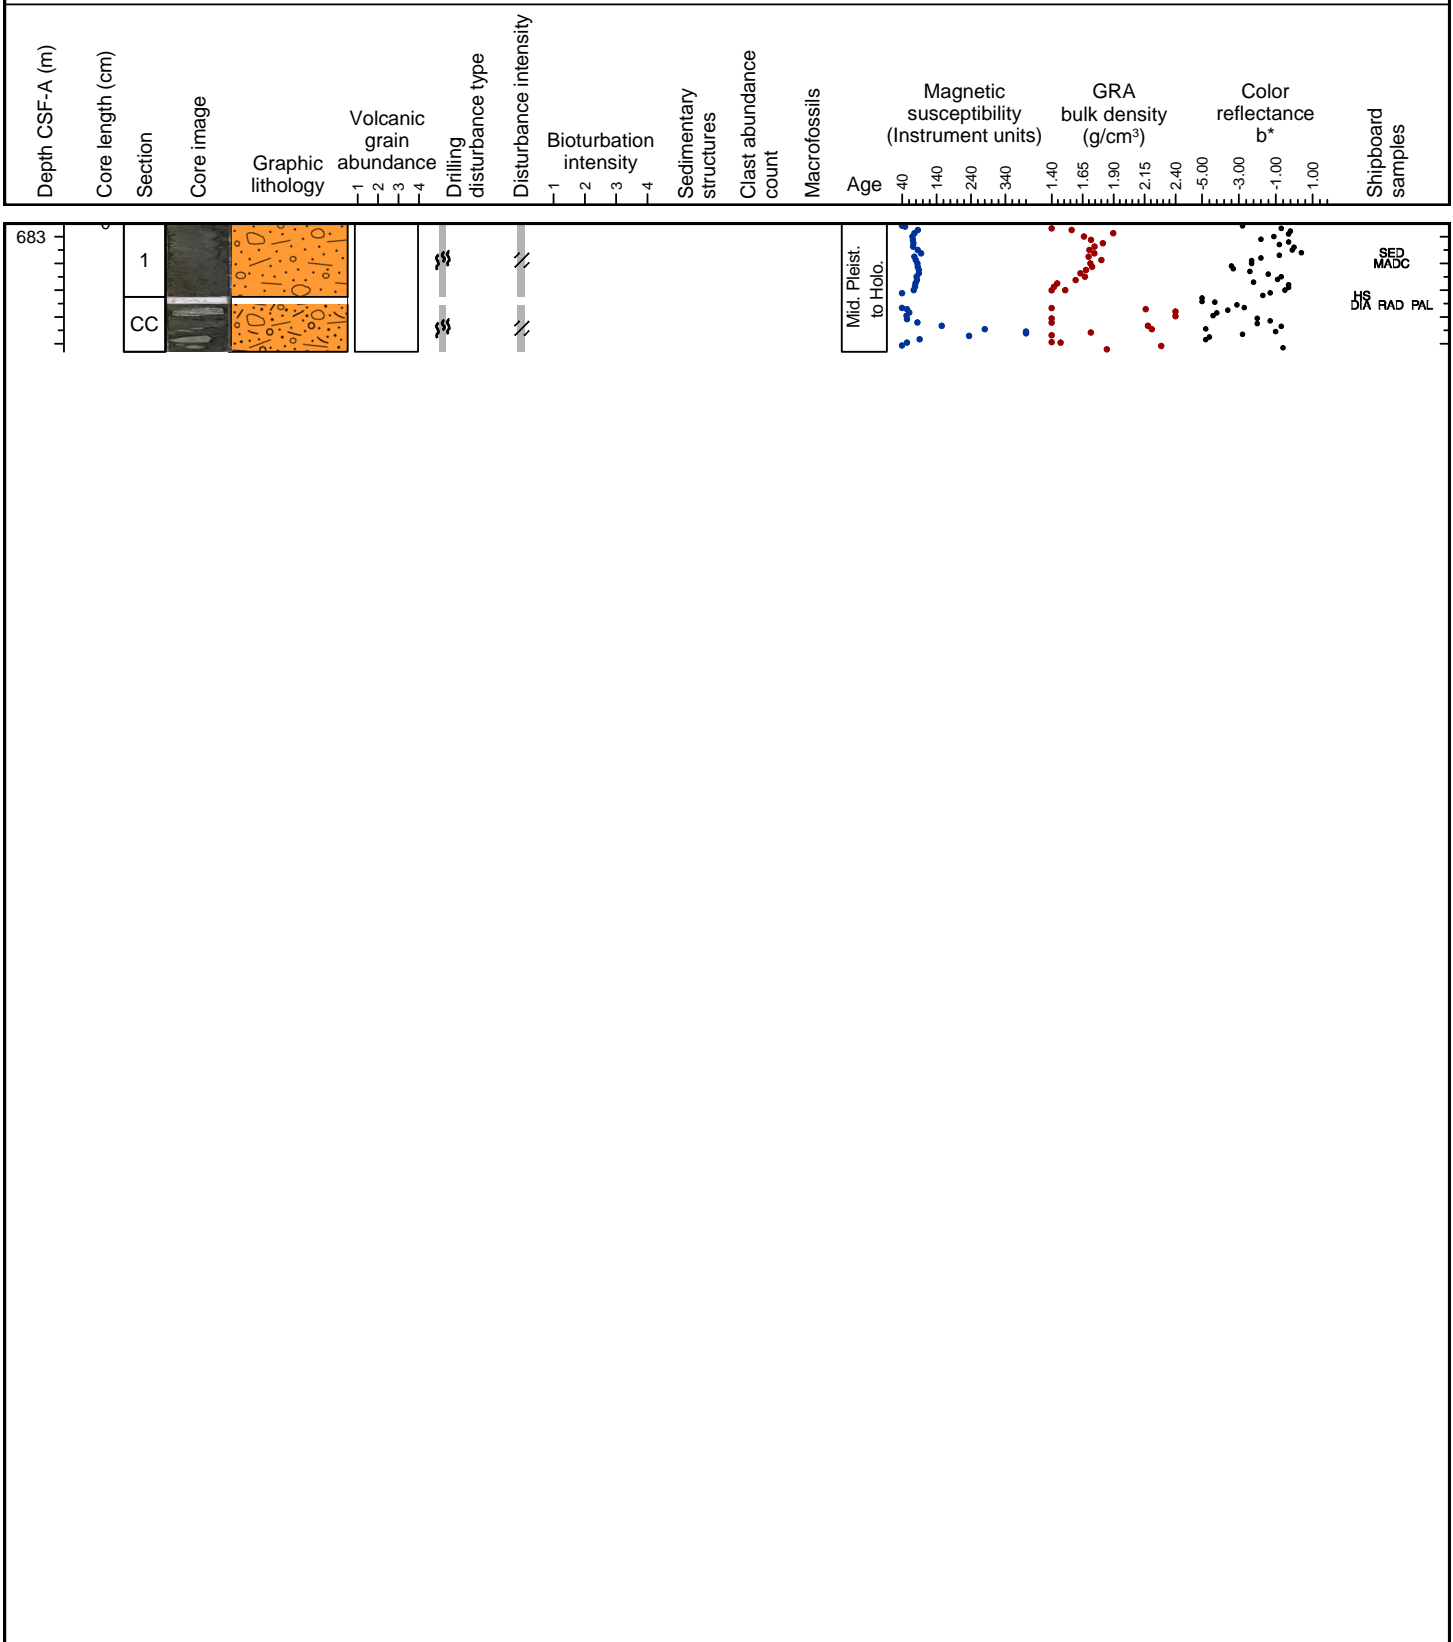 Depth CSF-A (m)
Core length (cm)
Section
Core image
Graphic
lithology
Volcanic
grain
abundance
1 2 3 4
Drilling
disturbance type
Disturbance intensity
Bioturbation
intensity
1 2 3 4
Sedimentary
structures
Clast abundance
count
Macrofossils
Age
Magnetic
susceptibility
(Instrument units)
40 140 240 340
GRA
bulk density
(g/cm³)
1.40 1.65 1.90 2.15 2.40
Color
reflectance
b*
-5.00 -3.00 -1.00 1.00
Shipboard
samples
683
1
CC
Mid. Pleist.
to Holo.
SED
MADC
HS
DIA RAD PAL